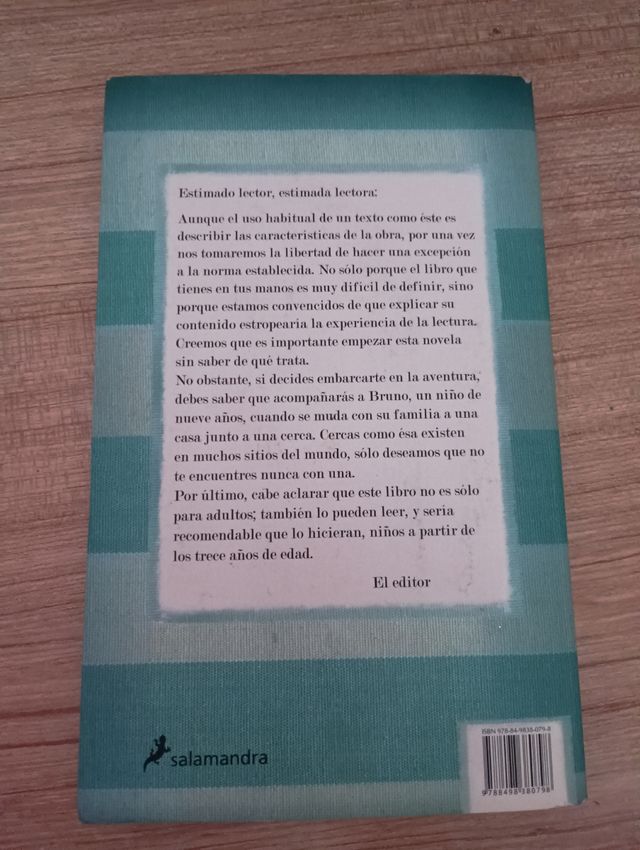 Estimado lector, estimada lectora:
Aunque el uso habitual de un texto como éste es
describir las características de la obra, por una vez
nos tomaremos la libertad de hacer una excepción
a la norma establecida. No sólo porque el libro que
tienes en tus manos es muy difícil de definir, sino
porque estamos convencidos de que explicar su
contenido estropearía la experiencia de la lectura.
Creemos que es importante empezar esta novela
sin saber de qué trata.
No obstante, si decides embarcarte en la aventura,
debes saber que acompañarás a Bruno, un niño de
nueve años, cuando se muda con su familia a una
casa junto a una cerca. Cercas como ésa existen
en muchos sitios del mundo, sólo deseamos que no
te encuentres nunca con una.
Por último, cabe aclarar que este libro no es sólo
para adultos; también lo pueden leer, y sería
recomendable que lo hicieran, niños a partir de
los trece años de edad.
El editor
salamandra
ISBN 978-84-9838-079-8
9788498380798